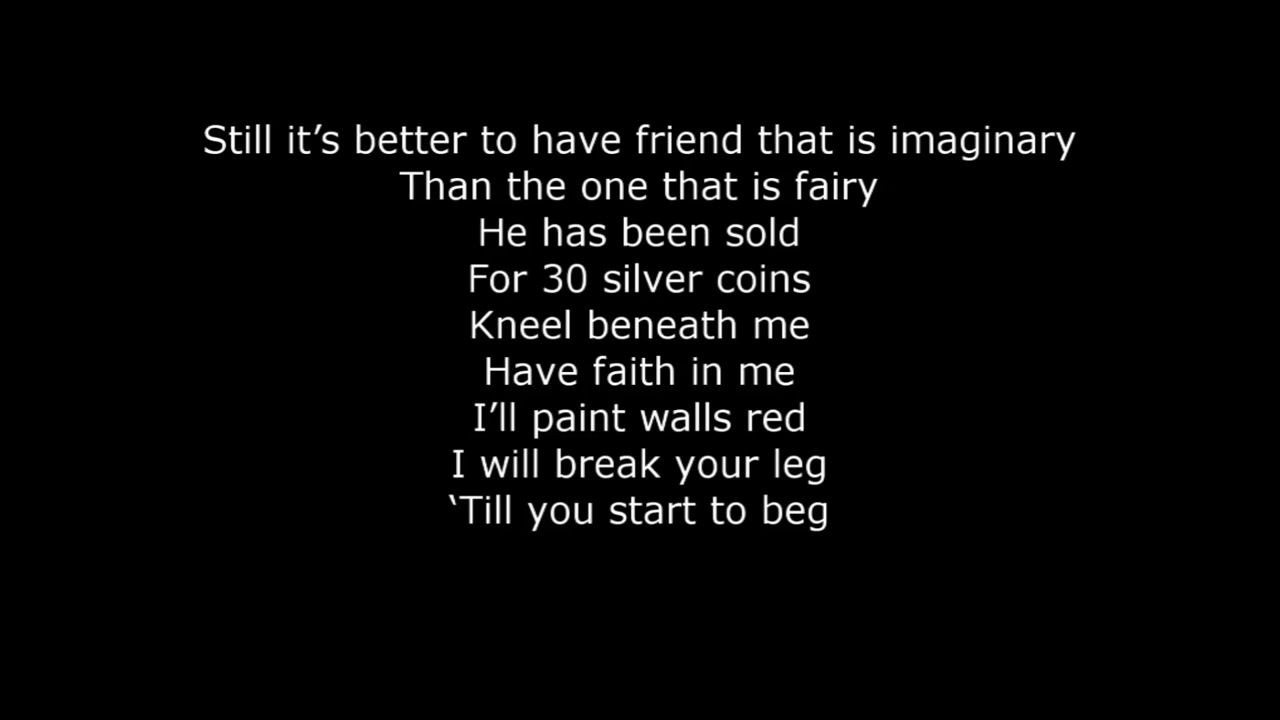 Still it’s better to have friend that is imaginary
Than the one that is fairy
He has been sold
For 30 silver coins
Kneel beneath me
Have faith in me
I’ll paint walls red
I will break your leg
‘Till you start to beg